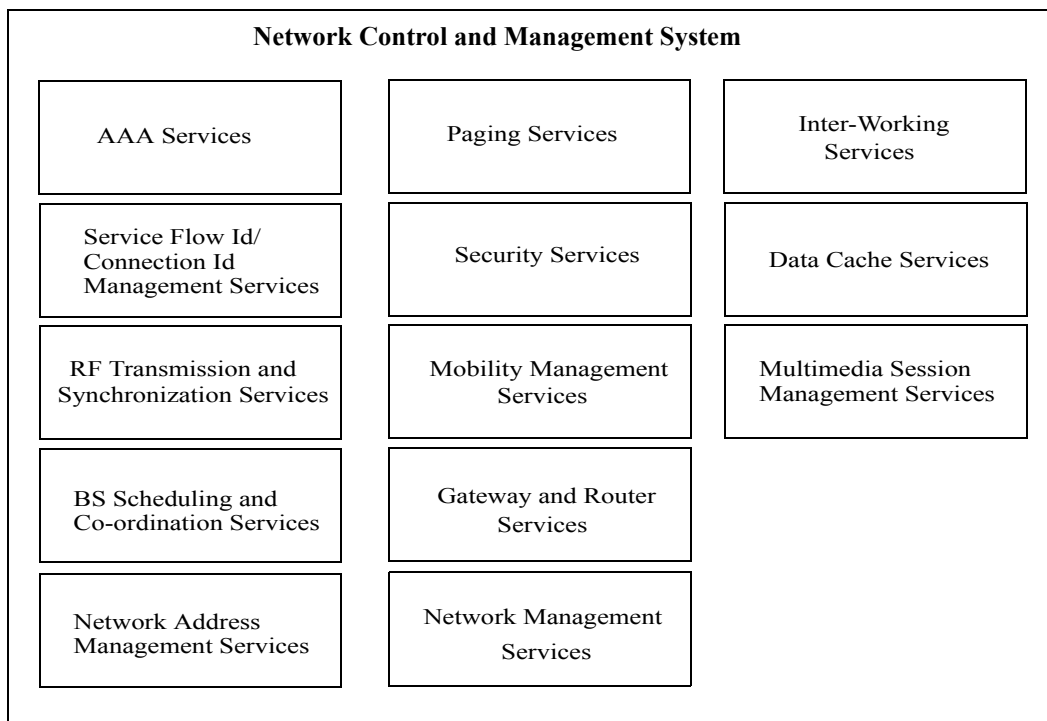 Network Control and Management System
AAA Services
Paging Services
Inter-Working
Services
Service Flow Id/
Connection Id
Management Services
Security Services
Data Cache Services
RF Transmission and
Synchronization Services
Mobility Management
Services
Multimedia Session
Management Services
BS Scheduling and
Co-ordination Services
Gateway and Router
Services
Network Address
Management Services
Network Management
Services